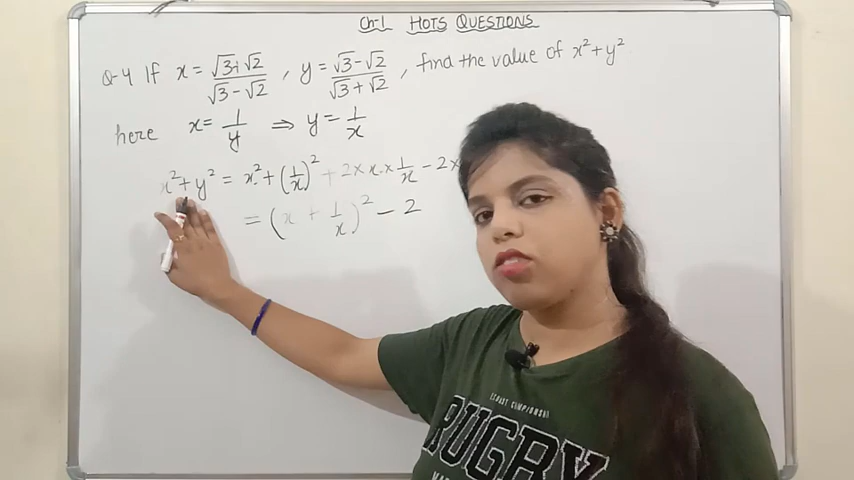 Ch-1 HOTS QUESTIONS
Q-4 If x = (√3+√2)/(√3-√2) , y = (√3-√2)/(√3+√2) , find the value of x²+y²
here x = 1/y ⇒ y = 1/x
x²+y² = x² + (1/x)² + 2×x×1/x - 2×
= (x + 1/x)² - 2
RUGBY